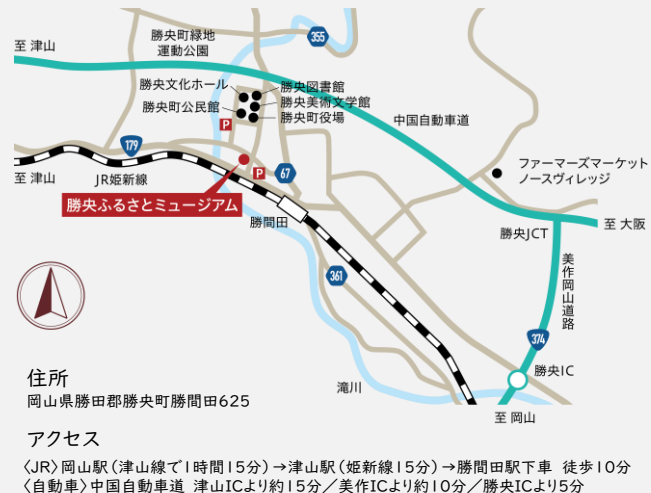 355
勝央町緑地
運動公園
至 津山
勝央文化ホール
勝央図書館
勝央美術文学館
勝央町公民館
勝央町役場
中国自動車道
P
179
ファーマーズマーケット
ノースヴィレッジ
至 津山
JR姫新線
P
67
勝央ふるさとミュージアム
勝間田
至 大阪
勝央JCT
美作岡山道路
361
374
勝央IC
滝川
至 岡山
住所
岡山県勝田郡勝央町勝間田625
アクセス
〈JR〉岡山駅(津山線で1時間15分)→津山駅(姫新線15分)→勝間田駅下車 徒歩10分
〈自動車〉中国自動車道 津山ICより約15分／美作ICより約10分／勝央ICより5分